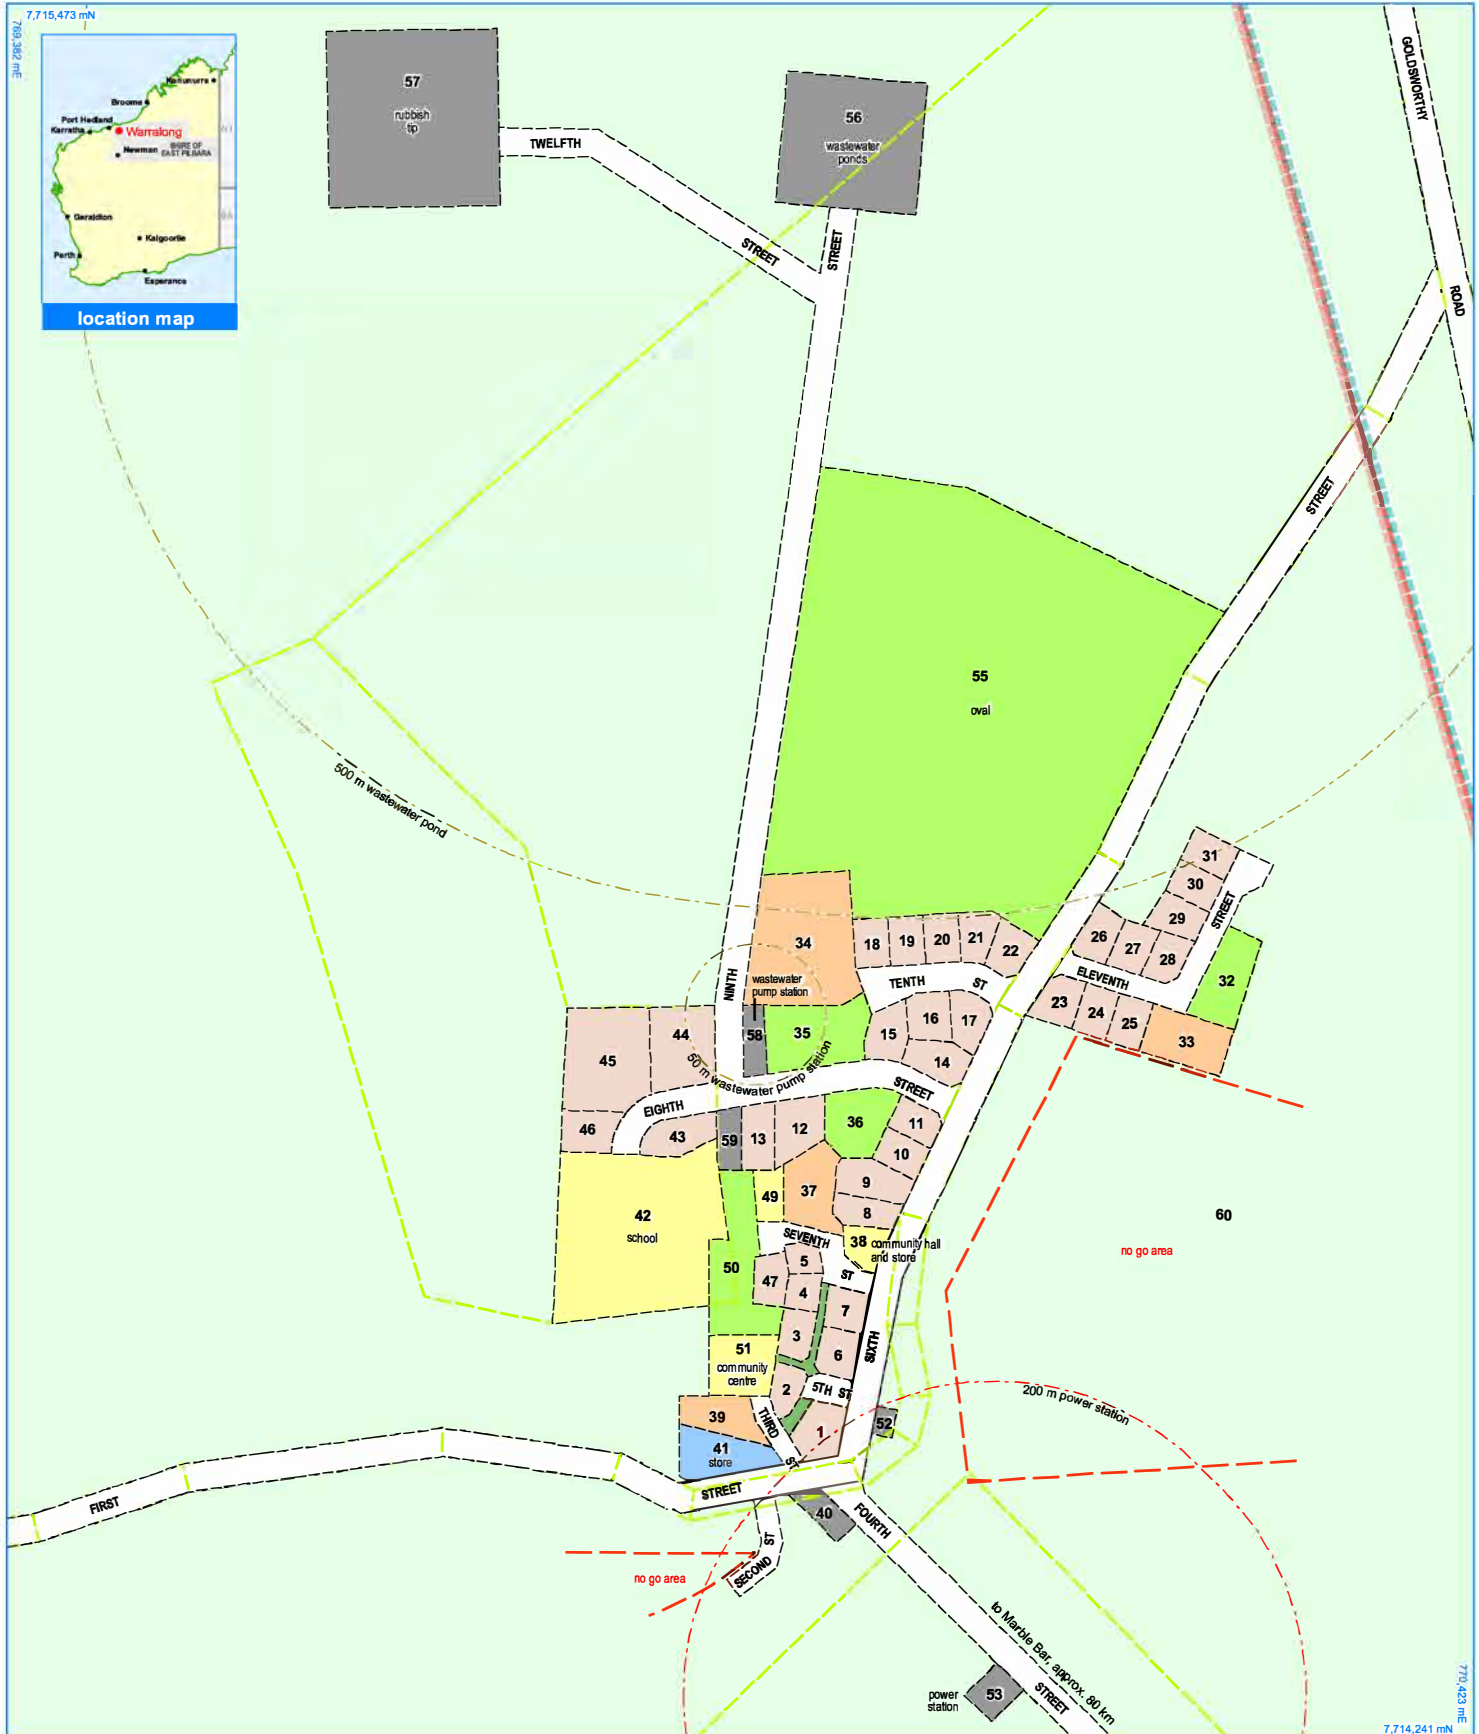 7,715,473 mN
769,382 mE
Kununurra
Broome
Port Hedland
Karratha
Warralong
Newman
SHIRE OF
EAST PILBARA
Geraldton
Kalgoorlie
Perth
Esperance
location map
57
rubbish
tip
56
wastewater
ponds
TWELFTH
STREET
STREET
GOLDSWORTHY
ROAD
STREET
55
oval
500 m wastewater pond
31
30
29
28
27
26
STREET
ELEVENTH
32
33
23
24
25
34
18
19
20
21
22
TENTH
ST
NINTH
wastewater
pump station
58
35
15
16
17
14
50 m wastewater pump station
44
45
46
43
EIGHTH
STREET
59
13
12
36
11
10
9
8
37
49
42
school
SEVENTH
ST
38
community hall
and store
60
no go area
50
47
5
4
7
3
6
SIXTH
51
community
centre
2
5TH ST
39
THIRD
ST
1
52
41
store
200 m power station
FIRST
STREET
40
FOURTH
SECOND
ST
no go area
to Marble Bar, approx. 80 km
STREET
power
station
53
770,423 mE
7,714,241 mN